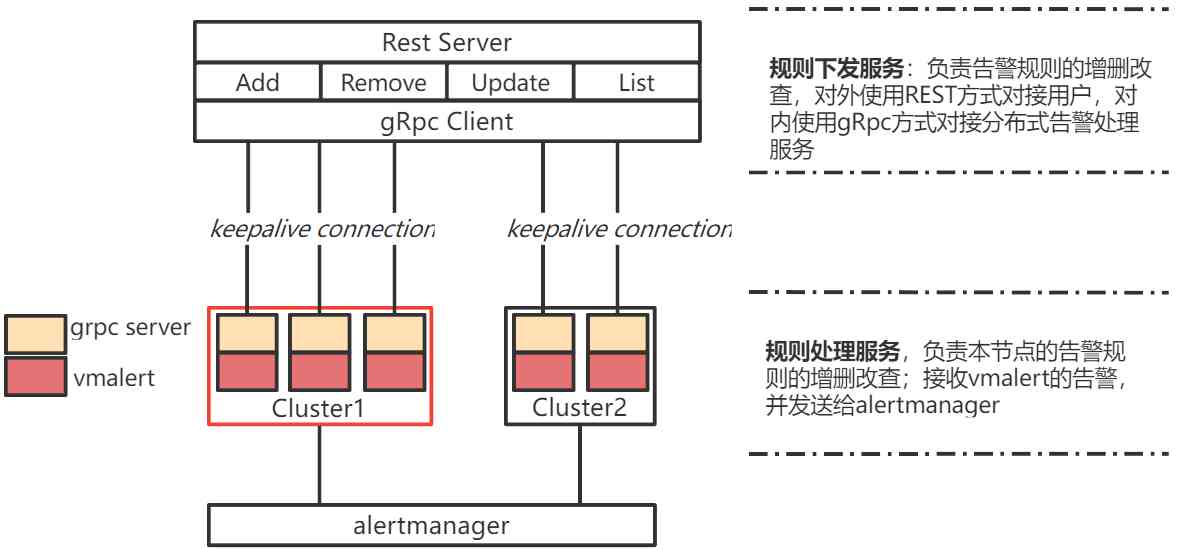 Rest Server
Add
Remove
Update
List
gRpc Client
keepalive connection
keepalive connection
grpc server
vmalert
Cluster1
Cluster2
alertmanager
规则下发服务：负责告警规则的增删改
查，对外使用REST方式对接用户，对
内使用gRpc方式对接分布式告警处理
服务
规则处理服务，负责本节点的告警规
则的增删改查；接收vmalert的告警，
并发送给alertmanager